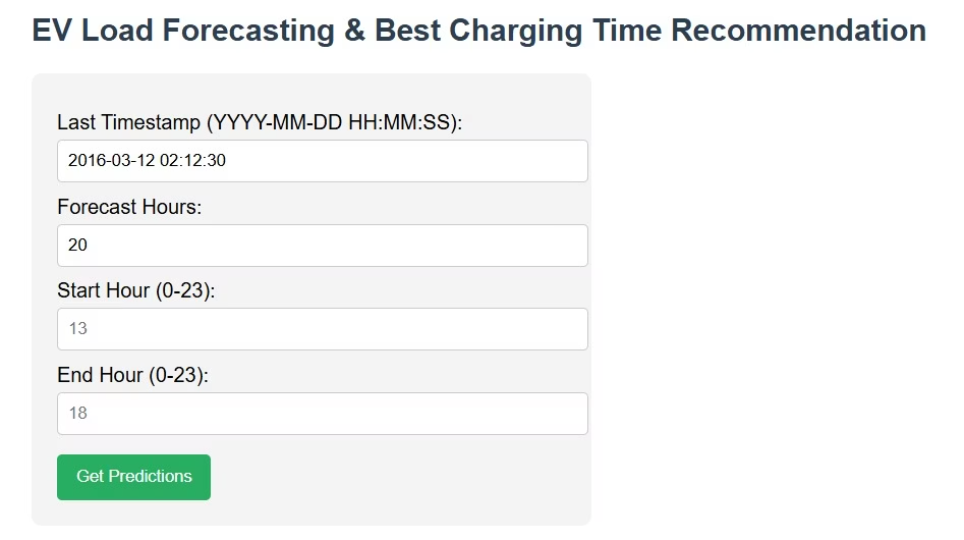 EV Load Forecasting & Best Charging Time Recommendation
Last Timestamp (YYYY-MM-DD HH:MM:SS):
2016-03-12 02:12:30
Forecast Hours:
20
Start Hour (0-23):
13
End Hour (0-23):
18
Get Predictions